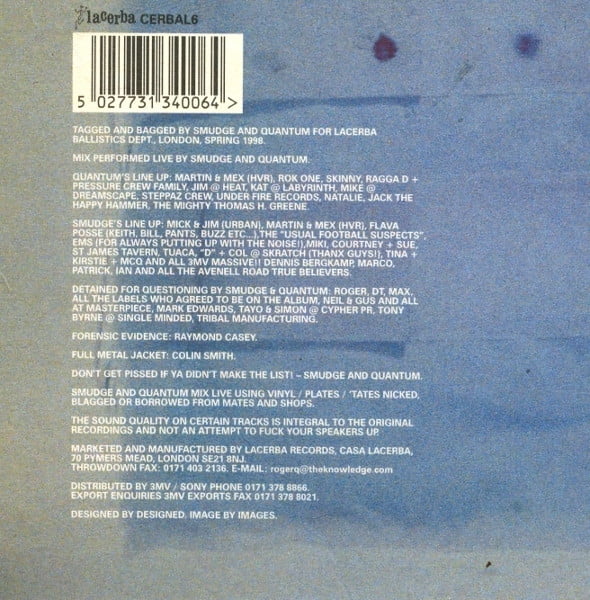 lacerba CERBAL6
5 027731 340064 >
TAGGED AND BAGGED BY SMUDGE AND QUANTUM FOR LACERBA
BALLISTICS DEPT., LONDON, SPRING 1998.
MIX PERFORMED LIVE BY SMUDGE AND QUANTUM.
QUANTUM'S LINE UP: MARTIN & MEX (HVR), ROK ONE, SKINNY, RAGGA D +
PRESSURE CREW FAMILY, JIM @ HEAT, KAT @ LABYRINTH, MIKE @
DREAMSCAPE, STEPPAZ CREW, UNDER FIRE RECORDS, NATALIE, JACK THE
HAPPY HAMMER, THE MIGHTY THOMAS H. GREENE.
SMUDGE'S LINE UP: MICK & JIM (URBAN), MARTIN & MEX (HVR), FLAVA
POSSE (KEITH, BILL, PANTS, BUZZ ETC...),THE "USUAL FOOTBALL SUSPECTS",
EMS (FOR ALWAYS PUTTING UP WITH THE NOISE!),MIKI, COURTNEY + SUE,
ST JAMES TAVERN, TUACA, "D" + COL @ SKRATCH (THANX GUYS!), TINA +
KIRSTIE + MCO AND ALL 3MV MASSIVE!! DENNIS BERGKAMP, MARCO,
PATRICK, IAN AND ALL THE AVENELL ROAD TRUE BELIEVERS.
DETAINED FOR QUESTIONING BY SMUDGE & QUANTUM: ROGER, DT, MAX,
ALL THE LABELS WHO AGREED TO BE ON THE ALBUM, NEIL & GUS AND ALL
AT MASTERPIECE, MARK EDWARDS, TAYO & SIMON @ CYPHER PR, TONY
BYRNE @ SINGLE MINDED, TRIBAL MANUFACTURING.
FORENSIC EVIDENCE: RAYMOND CASEY.
FULL METAL JACKET: COLIN SMITH.
DON'T GET PISSED IF YA DIDN'T MAKE THE LIST! – SMUDGE AND QUANTUM.
SMUDGE AND QUANTUM MIX LIVE USING VINYL / PLATES / 'TATES NICKED,
BLAGGED OR BORROWED FROM MATES AND SHOPS.
THE SOUND QUALITY ON CERTAIN TRACKS IS INTEGRAL TO THE ORIGINAL
RECORDINGS AND NOT AN ATTEMPT TO FUCK YOUR SPEAKERS UP.
MARKETED AND MANUFACTURED BY LACERBA RECORDS, CASA LACERBA,
70 PYMERS MEAD, LONDON SE21 8NJ.
THROWDOWN FAX: 0171 403 2136. E-MAIL: rogerq@theknowledge.com
DISTRIBUTED BY 3MV / SONY PHONE 0171 378 8866.
EXPORT ENQUIRIES 3MV EXPORTS FAX 0171 378 8021.
DESIGNED BY DESIGNED. IMAGE BY IMAGES.